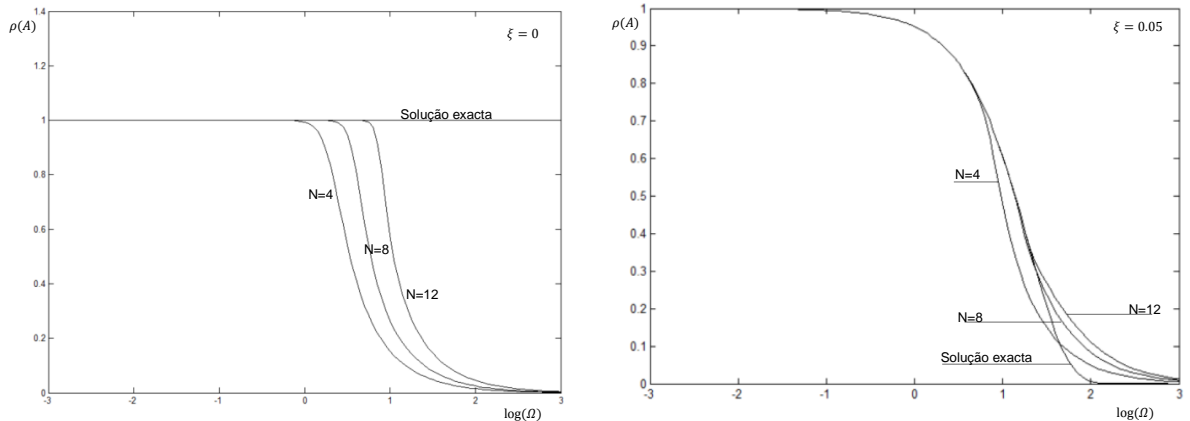 ρ(A)
ξ = 0
1.4
1.2
1
0.8
0.6
0.4
0.2
0
-3
-2
-1
0
1
2
3
log(Ω)
Solução exacta
N=4
N=8
N=12
ρ(A)
ξ = 0.05
1
0.9
0.8
0.7
0.6
0.5
0.4
0.3
0.2
0.1
0
-3
-2
-1
0
1
2
3
log(Ω)
N=4
N=12
N=8
Solução exacta